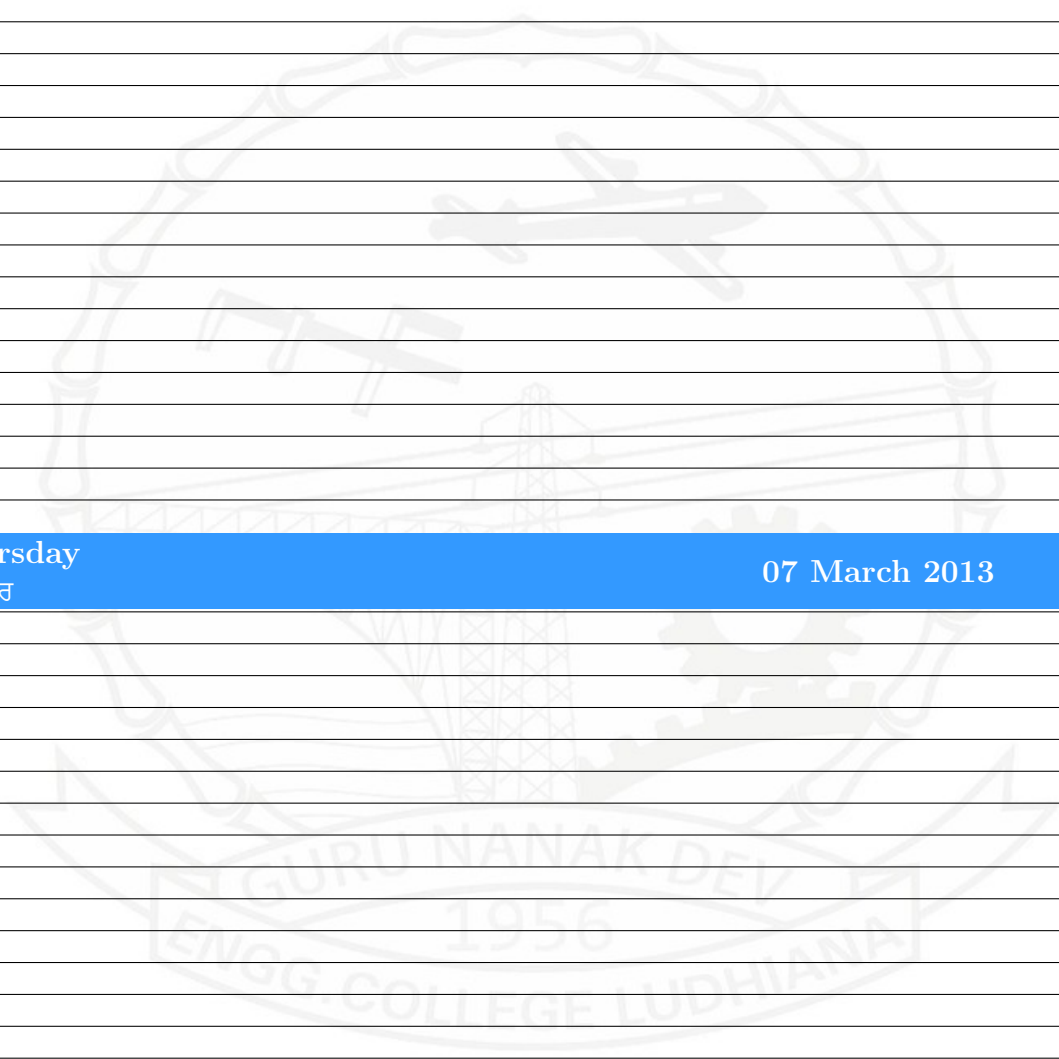 rsday
ਰ
07 March 2013
GURU NANAK DEV
1956
ENGG.COLLEGE LUDHIANA